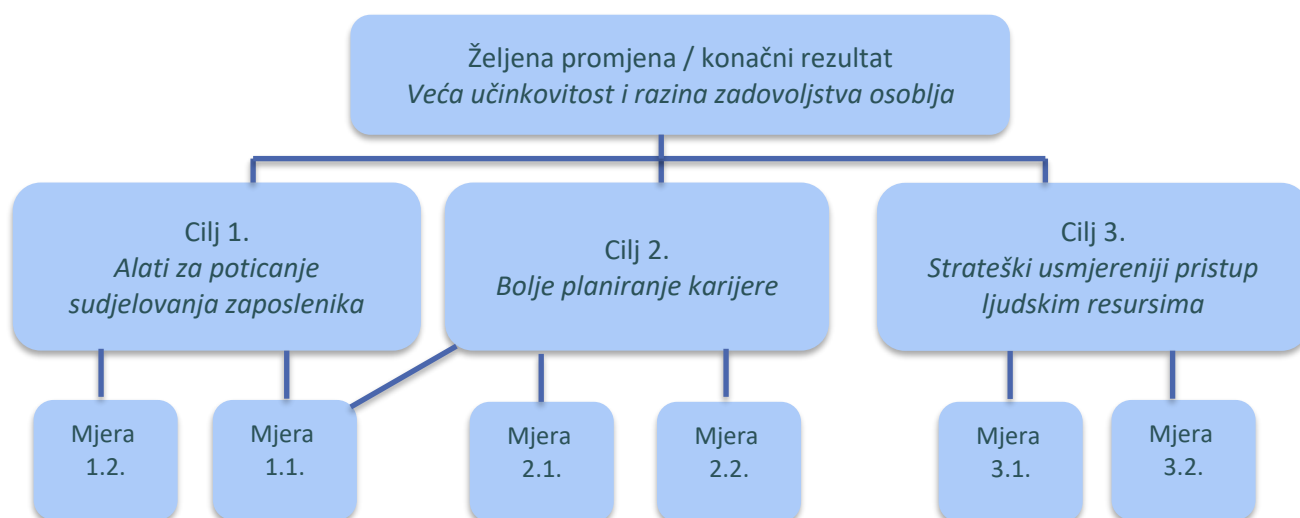 Željena promjena / konačni rezultat
Veća učinkovitost i razina zadovoljstva osoblja
Cilj 1.
Alati za poticanje
sudjelovanja zaposlenika
Cilj 2.
Bolje planiranje karijere
Cilj 3.
Strateški usmjereniji pristup
ljudskim resursima
Mjera
1.2.
Mjera
1.1.
Mjera
2.1.
Mjera
2.2.
Mjera
3.1.
Mjera
3.2.